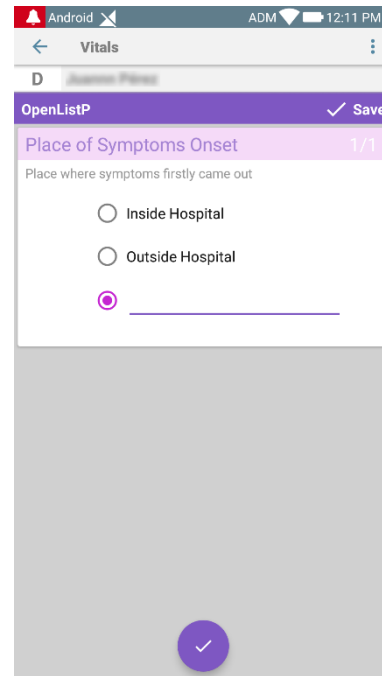 Android ADM 12:11 PM
Vitals
D
OpenListP Save
Place of Symptoms Onset 1/1
Place where symptoms firstly came out
Inside Hospital
Outside Hospital